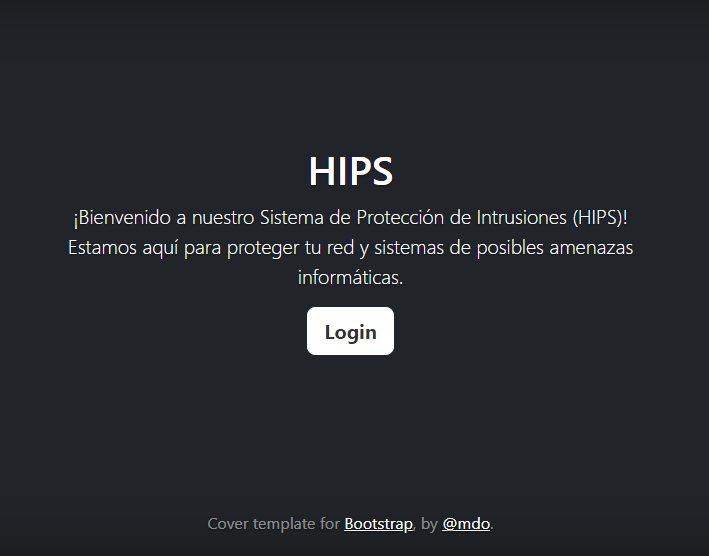 HIPS
¡Bienvenido a nuestro Sistema de Protección de Intrusiones (HIPS)!
Estamos aquí para proteger tu red y sistemas de posibles amenazas
informáticas.
Login
Cover template for Bootstrap, by @mdo.